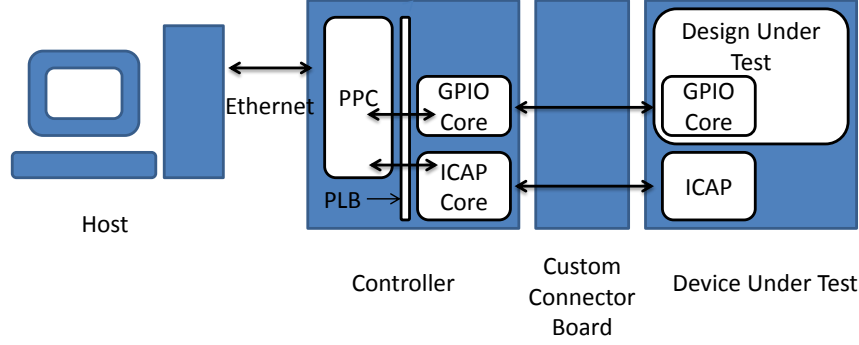 Host
Ethernet
PPC
PLB
GPIO
Core
ICAP
Core
Controller
Custom
Connector
Board
Design Under
Test
GPIO
Core
ICAP
Device Under Test